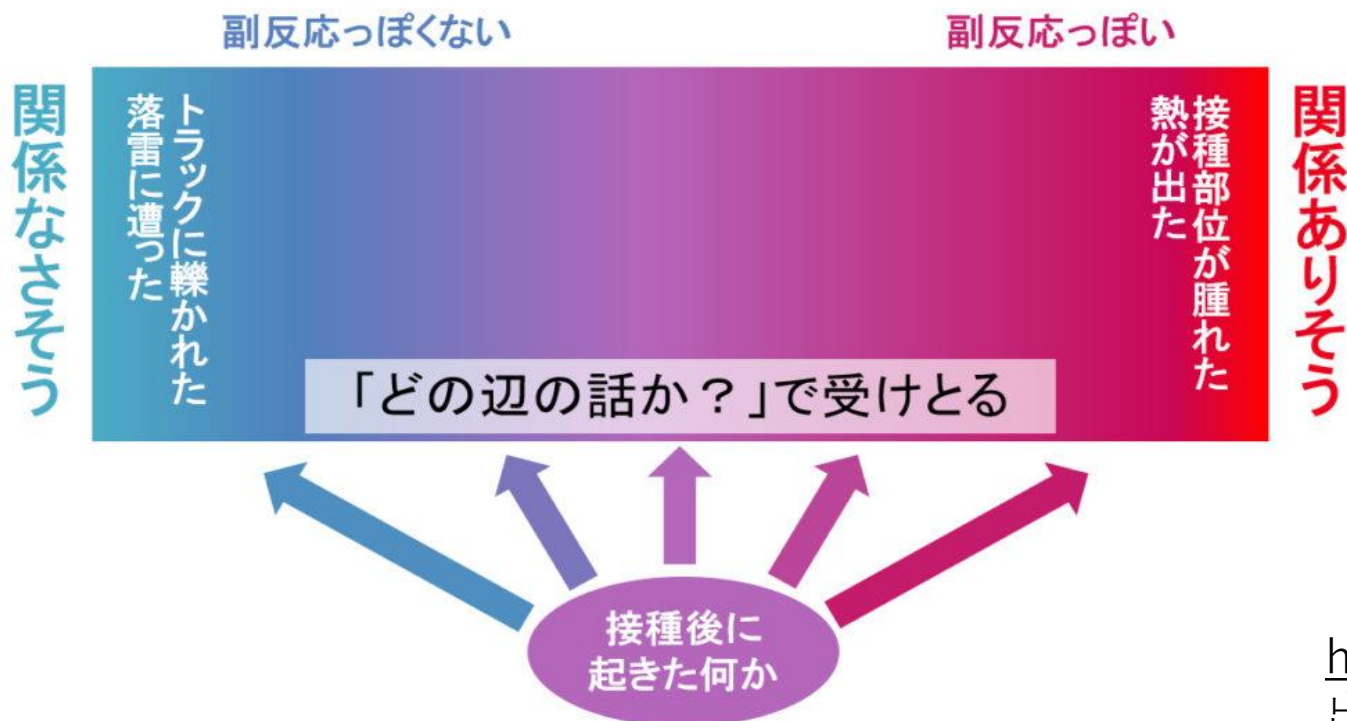 副反応っぽくない
副反応っぽい
関係なさそう
トラックに轢かれた
落雷に遭った
接種部位が腫れた
熱が出た
関係ありそう
「どの辺の話か？」で受けとる
接種後に
起きた何か
h